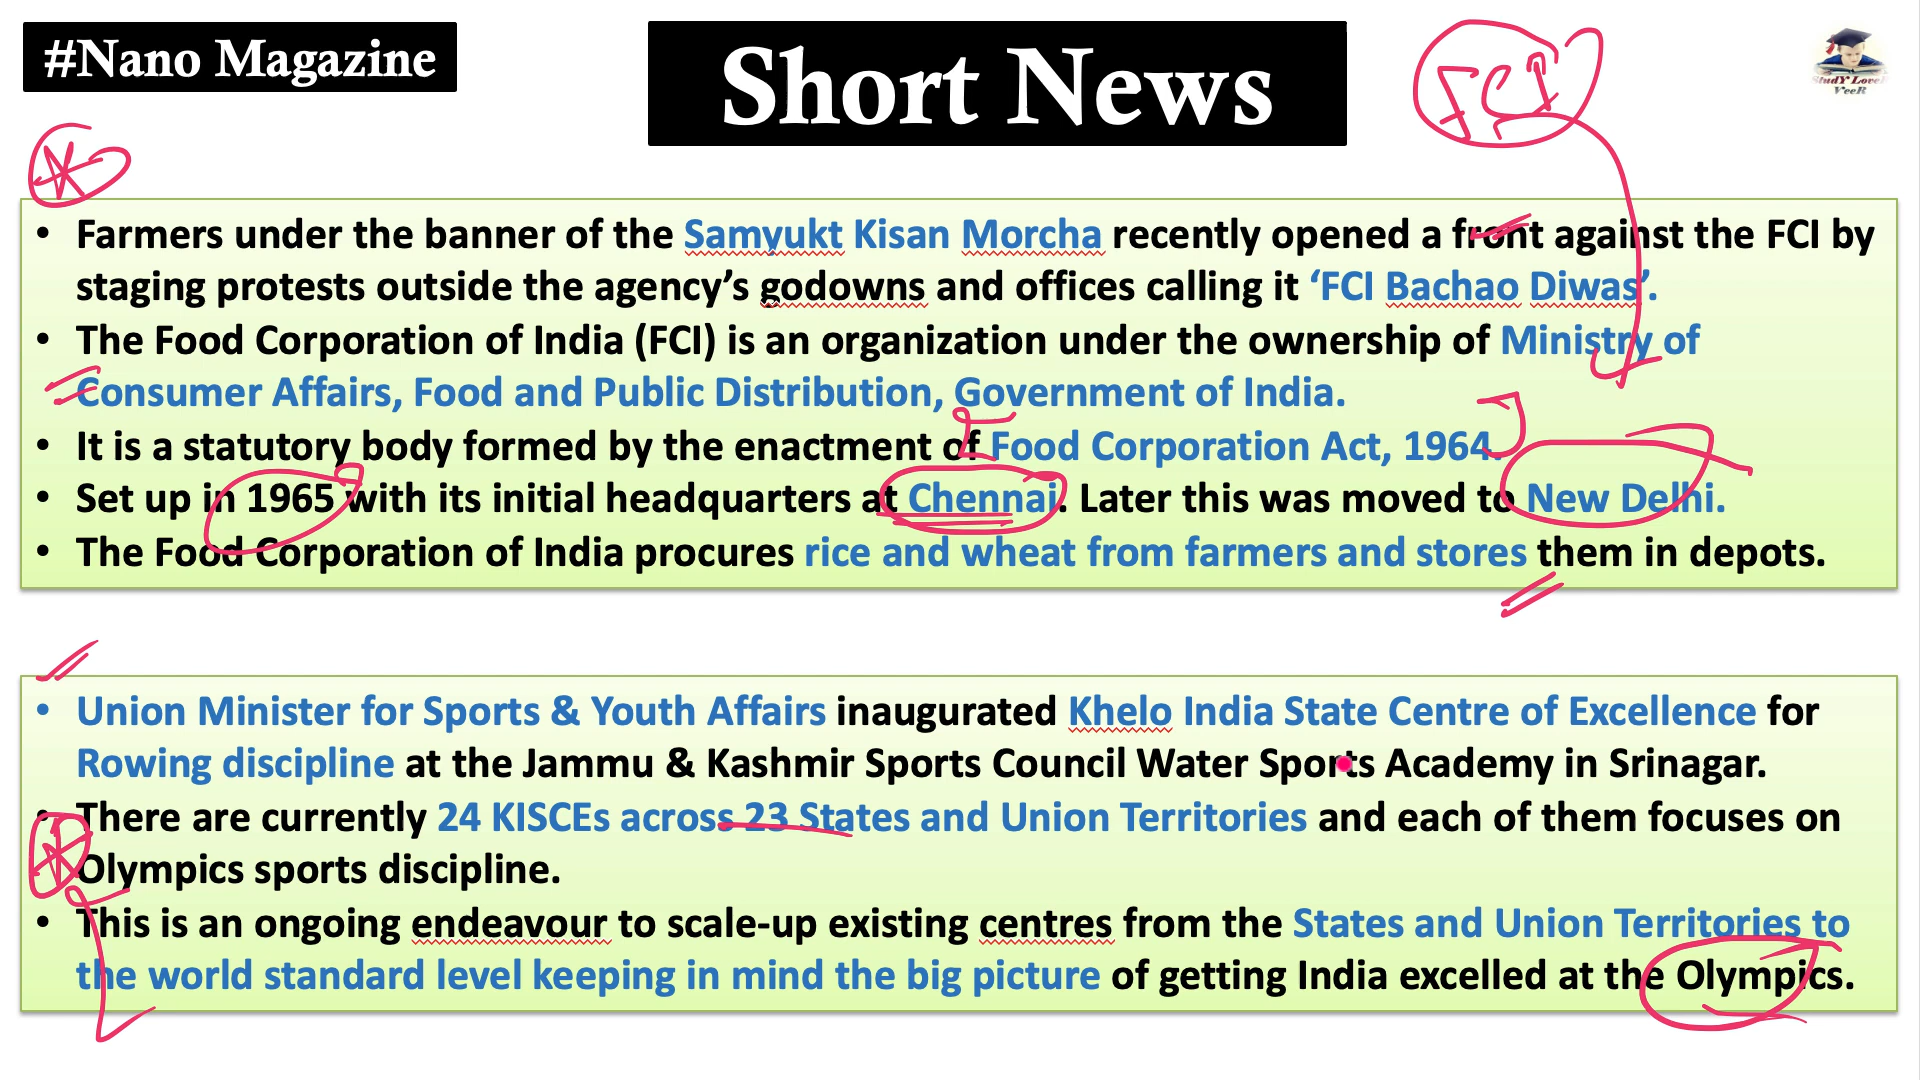 #Nano Magazine
Short News
FCI
StudY LoveR
VeeR
• Farmers under the banner of the Samyukt Kisan Morcha recently opened a front against the FCI by
staging protests outside the agency’s godowns and offices calling it ‘FCI Bachao Diwas’.
• The Food Corporation of India (FCI) is an organization under the ownership of Ministry of
Consumer Affairs, Food and Public Distribution, Government of India.
• It is a statutory body formed by the enactment of Food Corporation Act, 1964.
• Set up in 1965 with its initial headquarters at Chennai. Later this was moved to New Delhi.
• The Food Corporation of India procures rice and wheat from farmers and stores them in depots.
• Union Minister for Sports & Youth Affairs inaugurated Khelo India State Centre of Excellence for
Rowing discipline at the Jammu & Kashmir Sports Council Water Sports Academy in Srinagar.
• There are currently 24 KISCEs across 23 States and Union Territories and each of them focuses on
Olympics sports discipline.
• This is an ongoing endeavour to scale-up existing centres from the States and Union Territories to
the world standard level keeping in mind the big picture of getting India excelled at the Olympics.